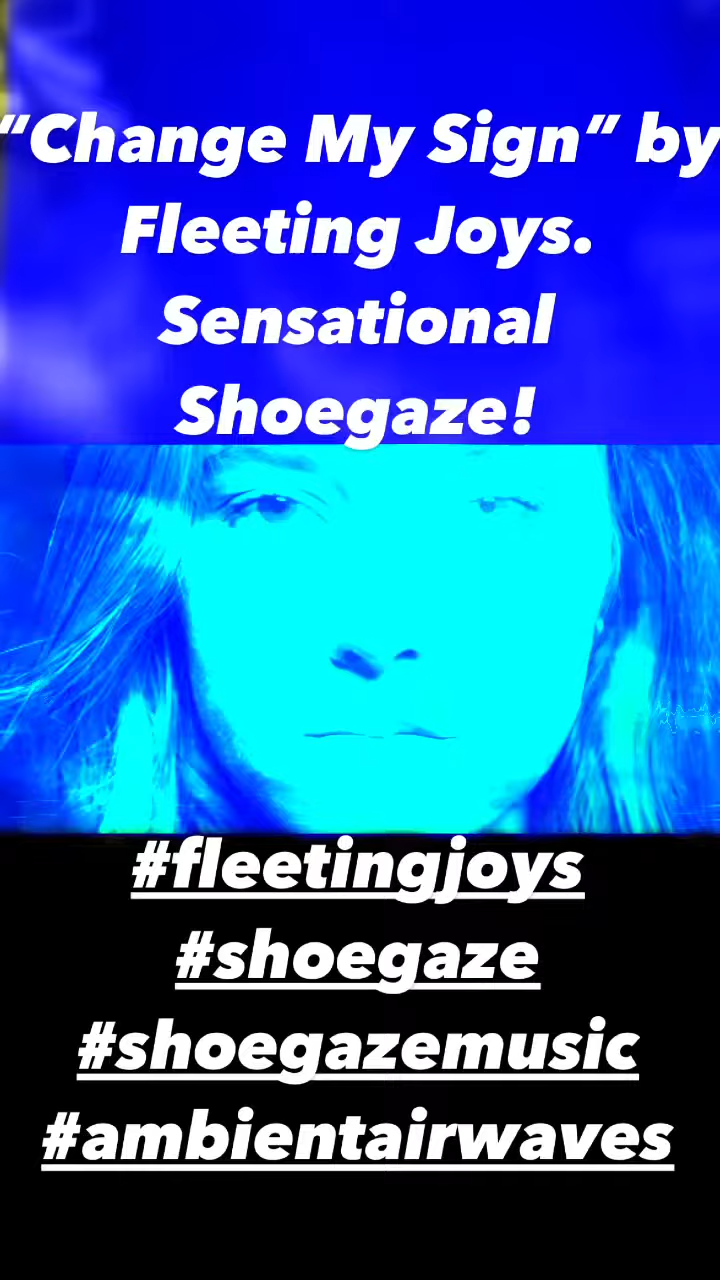 “Change My Sign” by
Fleeting Joys.
Sensational
Shoegaze!
#fleetingjoys
#shoegaze
#shoegazemusic
#ambientairwaves